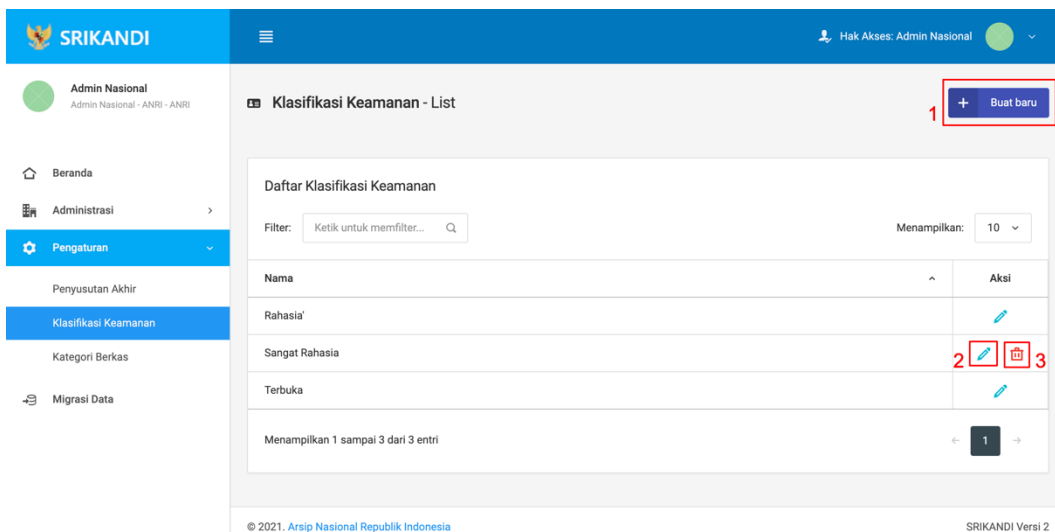 SRIKANDI
Hak Akses: Admin Nasional
Admin Nasional
Admin Nasional - ANRI - ANRI
Klasifikasi Keamanan - List
1
+ Buat baru
Beranda
Administrasi
Pengaturan
Penyusutan Akhir
Klasifikasi Keamanan
Kategori Berkas
Migrasi Data
Daftar Klasifikasi Keamanan
Filter: Ketik untuk memfilter...
Menampilkan: 10
Nama Aksi
Rahasia'
Sangat Rahasia
2 3
Terbuka
Menampilkan 1 sampai 3 dari 3 entri
← 1 →
© 2021. Arsip Nasional Republik Indonesia
SRIKANDI Versi 2